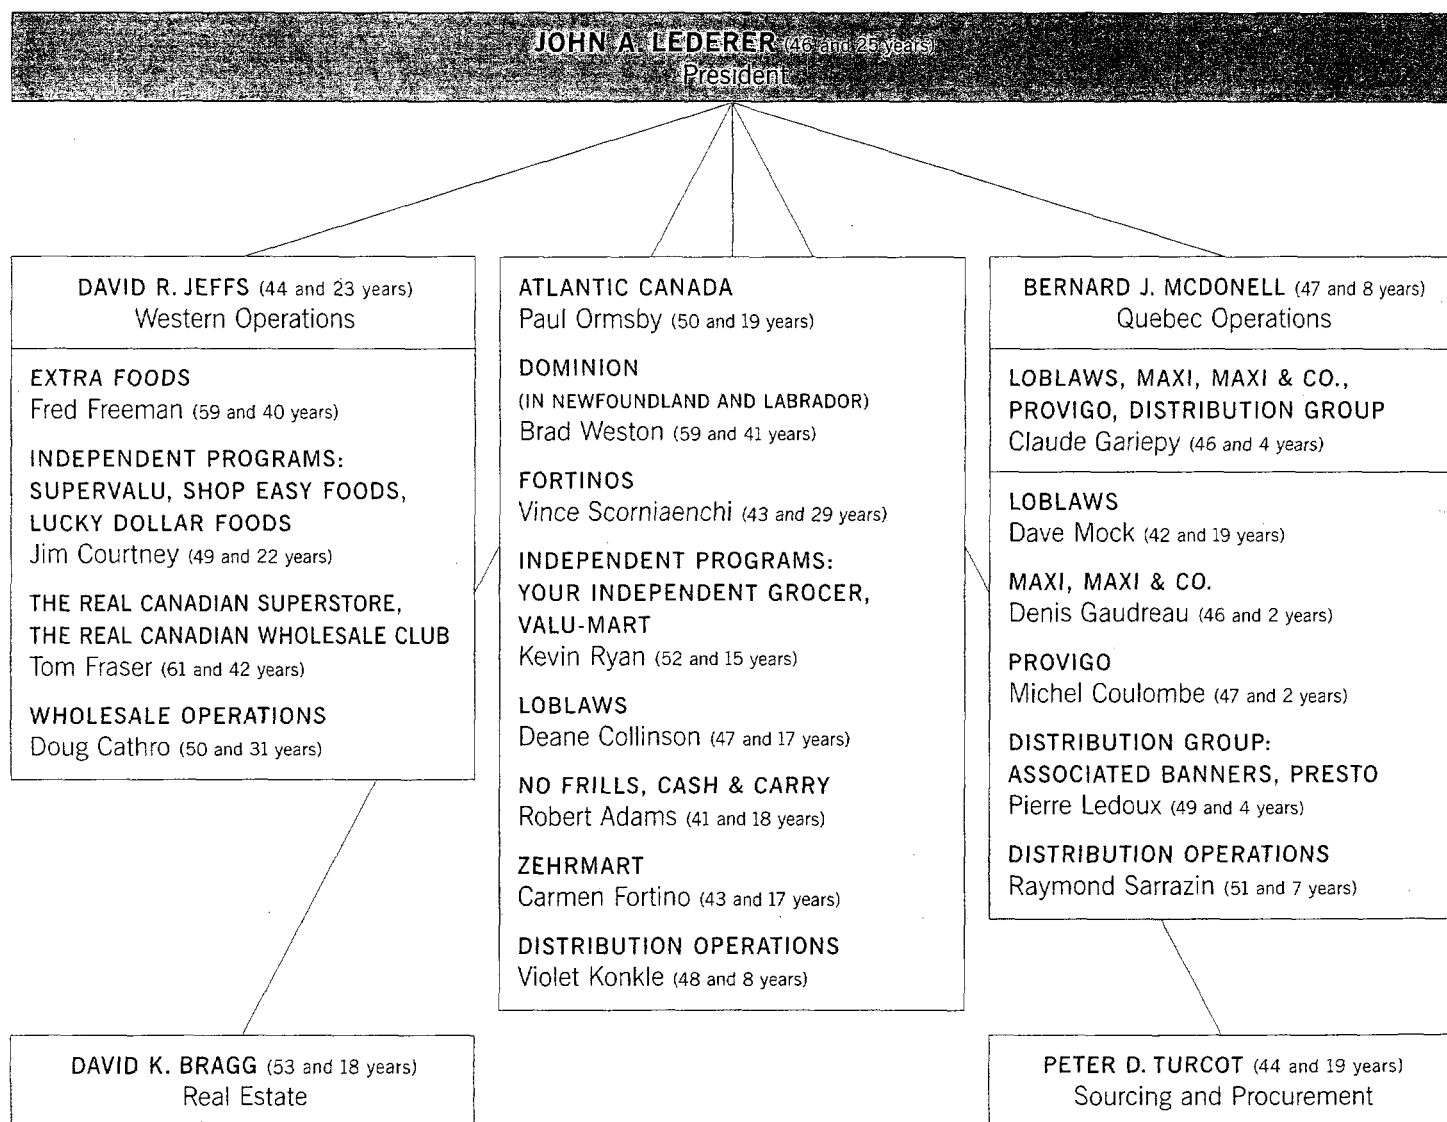 JOHN A. LEDERER (46 and 25 years)
President
DAVID R. JEFFS (44 and 23 years)
Western Operations
EXTRA FOODS
Fred Freeman (59 and 40 years)
INDEPENDENT PROGRAMS:
SUPERVALU, SHOP EASY FOODS,
LUCKY DOLLAR FOODS
Jim Courtney (49 and 22 years)
THE REAL CANADIAN SUPERSTORE,
THE REAL CANADIAN WHOLESALE CLUB
Tom Fraser (61 and 42 years)
WHOLESALE OPERATIONS
Doug Cathro (50 and 31 years)
ATLANTIC CANADA
Paul Ormsby (50 and 19 years)
DOMINION
(IN NEWFOUNDLAND AND LABRADOR)
Brad Weston (59 and 41 years)
FORTINOS
Vince Scorniaenchi (43 and 29 years)
INDEPENDENT PROGRAMS:
YOUR INDEPENDENT GROCER,
VALU-MART
Kevin Ryan (52 and 15 years)
LOBLAWS
Deane Collinson (47 and 17 years)
NO FRILLS, CASH & CARRY
Robert Adams (41 and 18 years)
ZEHRMART
Carmen Fortino (43 and 17 years)
DISTRIBUTION OPERATIONS
Violet Konkle (48 and 8 years)
BERNARD J. MCDONELL (47 and 8 years)
Quebec Operations
LOBLAWS, MAXI, MAXI & CO.,
PROVIGO, DISTRIBUTION GROUP
Claude Gariepy (46 and 4 years)
LOBLAWS
Dave Mock (42 and 19 years)
MAXI, MAXI & CO.
Denis Gaudreau (46 and 2 years)
PROVIGO
Michel Coulombe (47 and 2 years)
DISTRIBUTION GROUP:
ASSOCIATED BANNERS, PRESTO
Pierre Ledoux (49 and 4 years)
DISTRIBUTION OPERATIONS
Raymond Sarrazin (51 and 7 years)
DAVID K. BRAGG (53 and 18 years)
Real Estate
PETER D. TURCOT (44 and 19 years)
Sourcing and Procurement